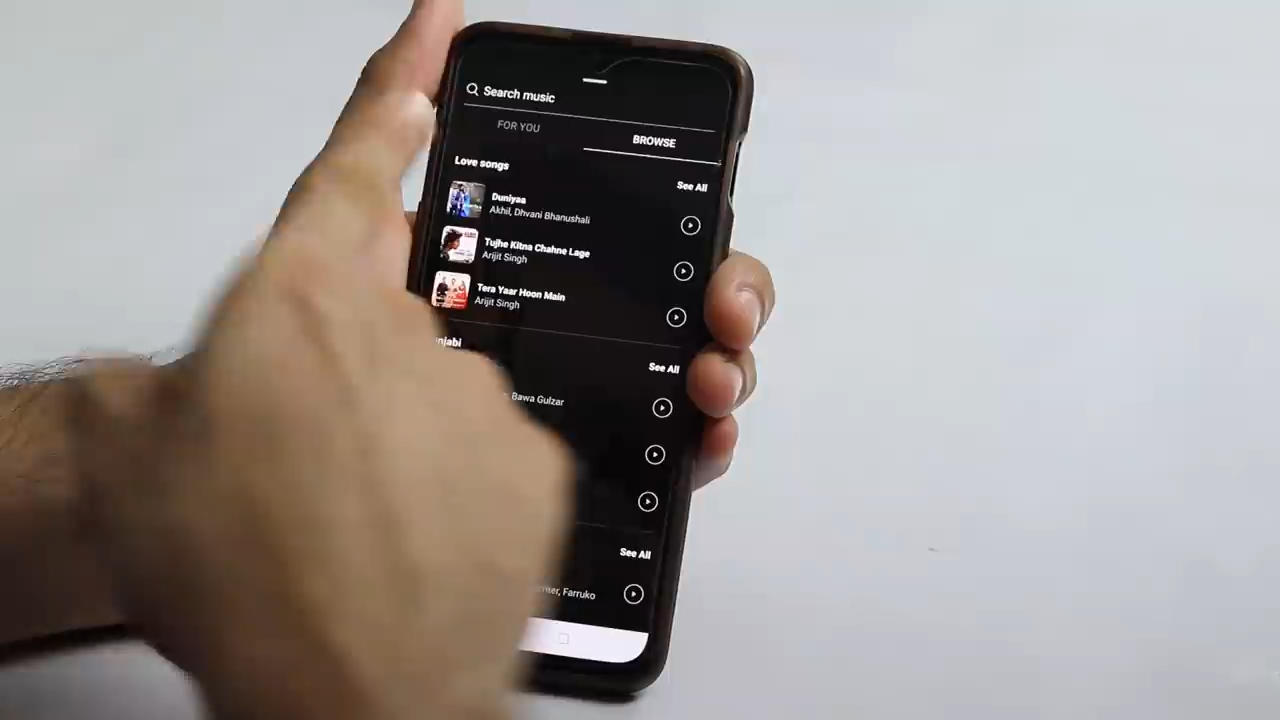 Search music
FOR YOU
BROWSE
Love songs
See All
Duniyaa
Akhil, Dhvani Bhanushali
Tujhe Kitna Chahne Lage
Arijit Singh
Tera Yaar Hoon Main
Arijit Singh
njabi
See All
Bawa Gulzar
See All
Farruko